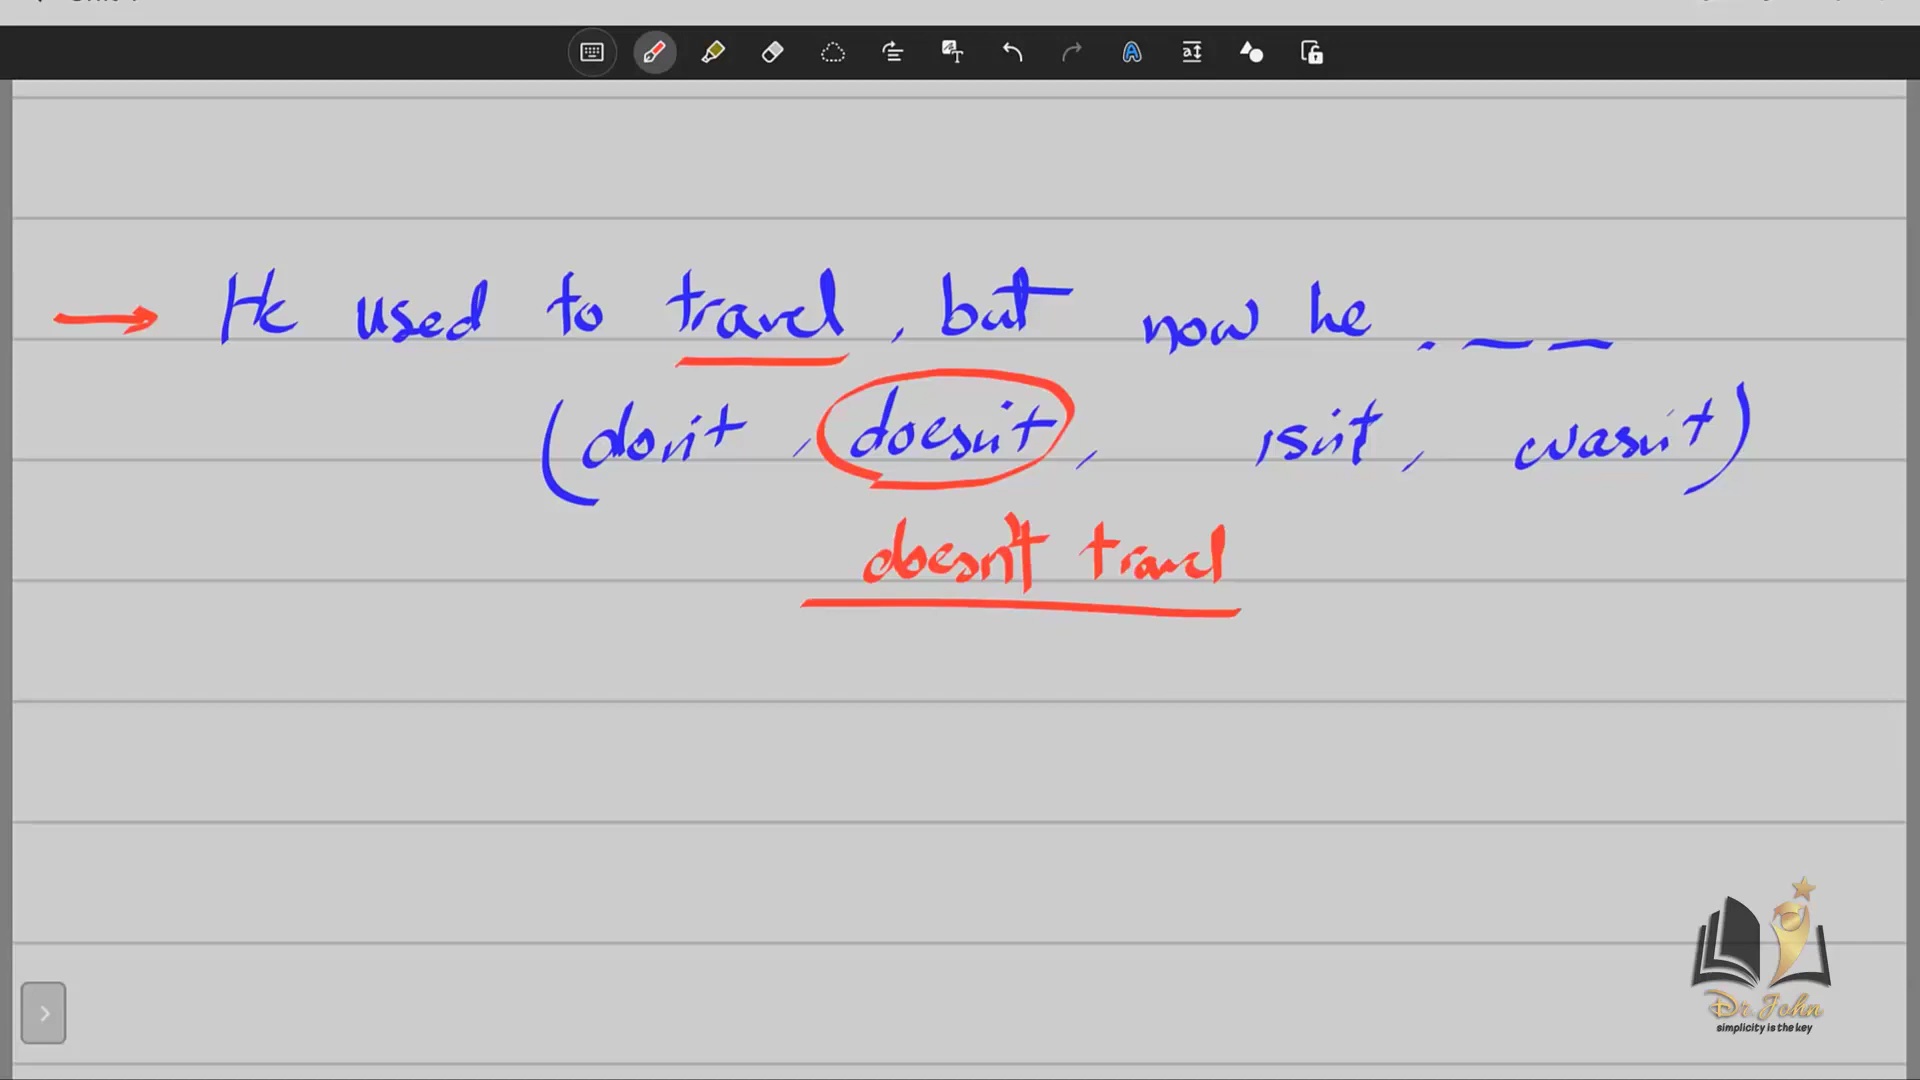 → He used to travel, but now he . _ _
(don't, doesn't, isn't, wasn't)
doesn't travel
Dr. John
simplicity is the key